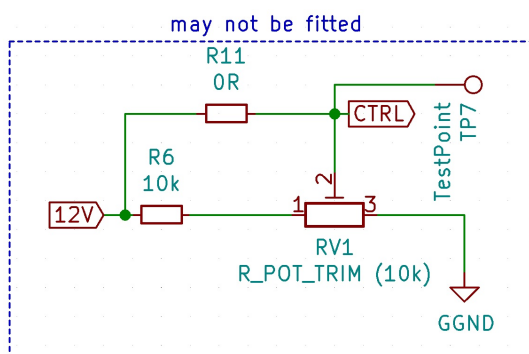 may not be fitted
R11
0R
CTRL
TestPoint
TP7
R6
10k
12V
2
1
3
RV1
R_POT_TRIM (10k)
GGND